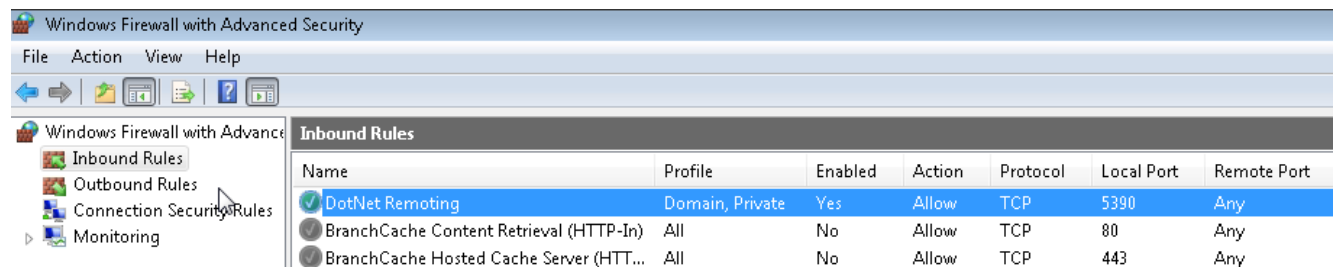 Windows Firewall with Advanced Security
File Action View Help
Windows Firewall with Advance
Inbound Rules
Outbound Rules
Connection Security Rules
Monitoring
Inbound Rules
Name Profile Enabled Action Protocol Local Port Remote Port
DotNet Remoting Domain, Private Yes Allow TCP 5390 Any
BranchCache Content Retrieval (HTTP-In) All No Allow TCP 80 Any
BranchCache Hosted Cache Server (HTT... All No Allow TCP 443 Any